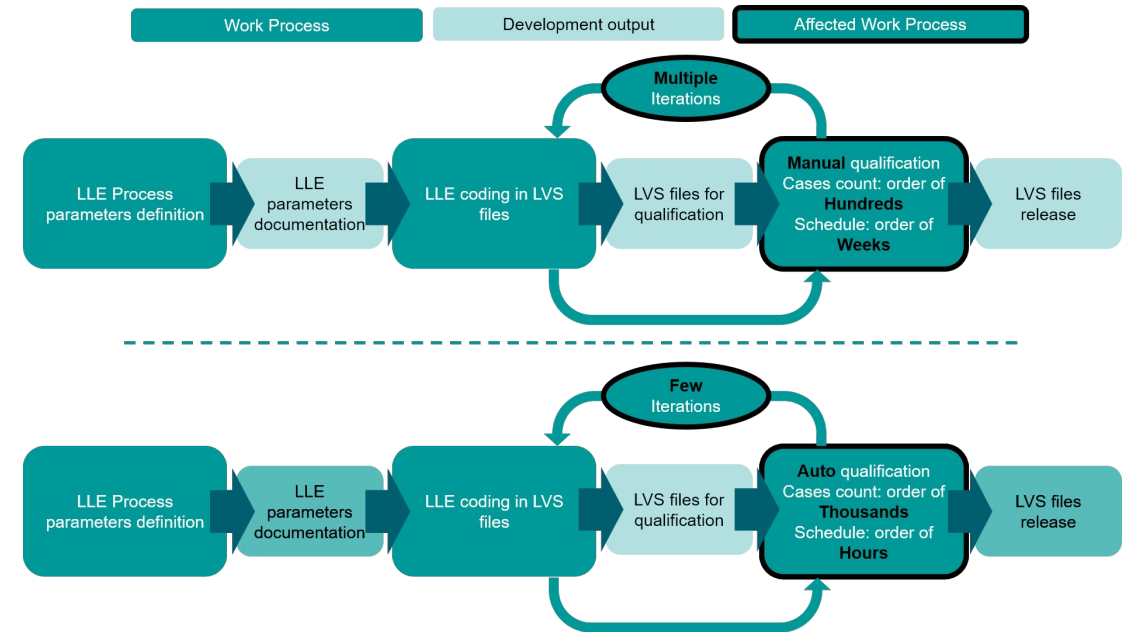 Work Process
Development output
Affected Work Process
Multiple
Iterations
LLE Process
parameters definition
LLE
parameters
documentation
LLE coding in LVS
files
LVS files for
qualification
Manual qualification
Cases count: order of
Hundreds
Schedule: order of
Weeks
LVS files
release
Few
Iterations
LLE Process
parameters definition
LLE
parameters
documentation
LLE coding in LVS
files
LVS files for
qualification
Auto qualification
Cases count: order of
Thousands
Schedule: order of
Hours
LVS files
release